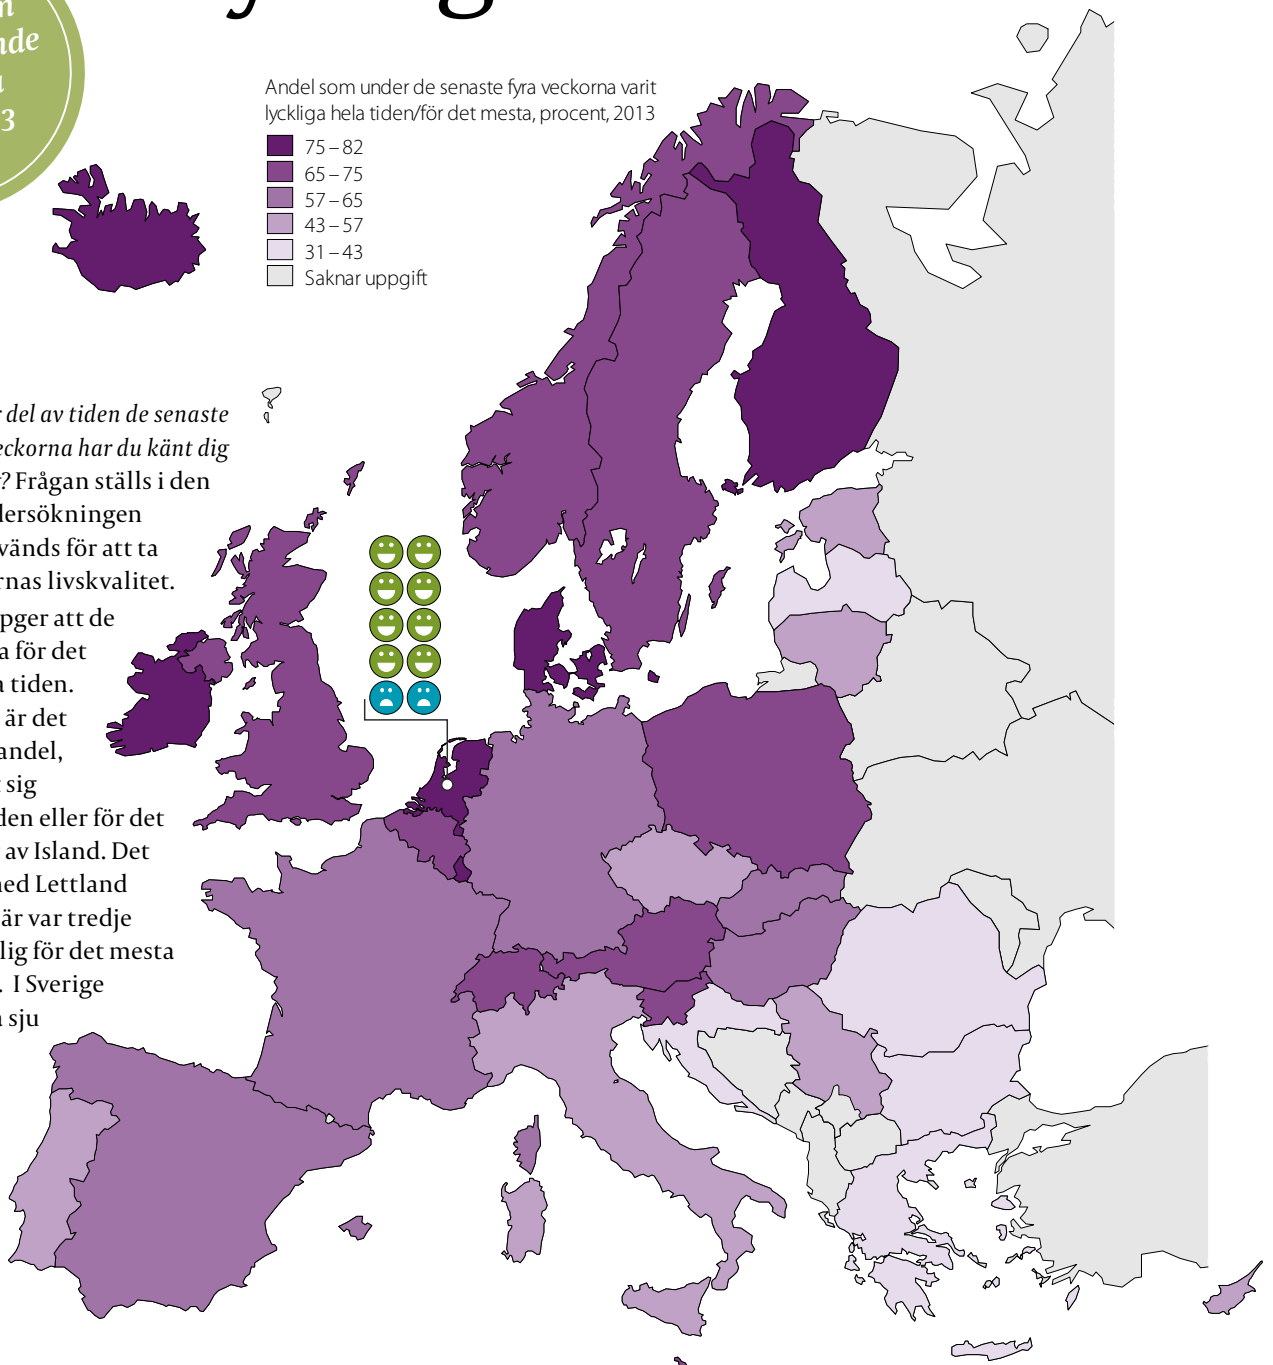 nde
3
Andel som under de senaste fyra veckorna varit
lyckliga hela tiden/för det mesta, procent, 2013
75–82
65–75
57–65
43–57
31–43
Saknar uppgift
del av tiden de senaste
eckorna har du känt dig
? Frågan ställs i den
dersökningen
vänds för att ta
rnas livskvalitet.
pger att de
a för det
a tiden.
är det
andel,
sig
den eller för det
av Island. Det
med Lettland
är var tredje
lig för det mesta
. I Sverige
sju